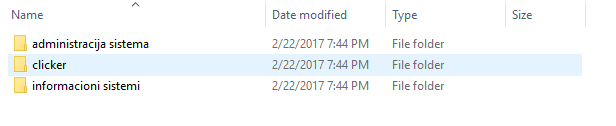 Name Date modified Type Size
administracija sistema 2/22/2017 7:44 PM File folder
clicker 2/22/2017 7:44 PM File folder
informacioni sistemi 2/22/2017 7:44 PM File folder